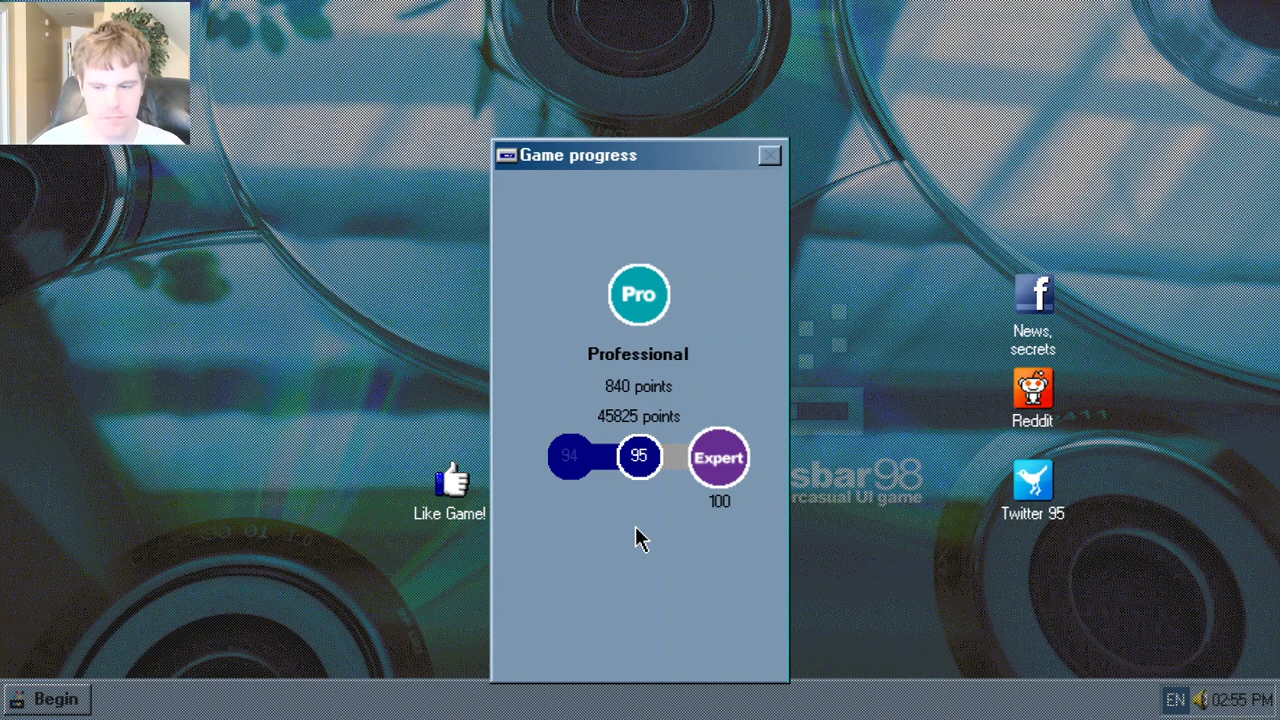 Game progress
Pro
Professional
840 points
45825 points
94
95
Expert
100
Like Game!
News,
secrets
Reddit
Twitter 95
sbar98
rcasual UI game
Begin
EN
02:55 PM